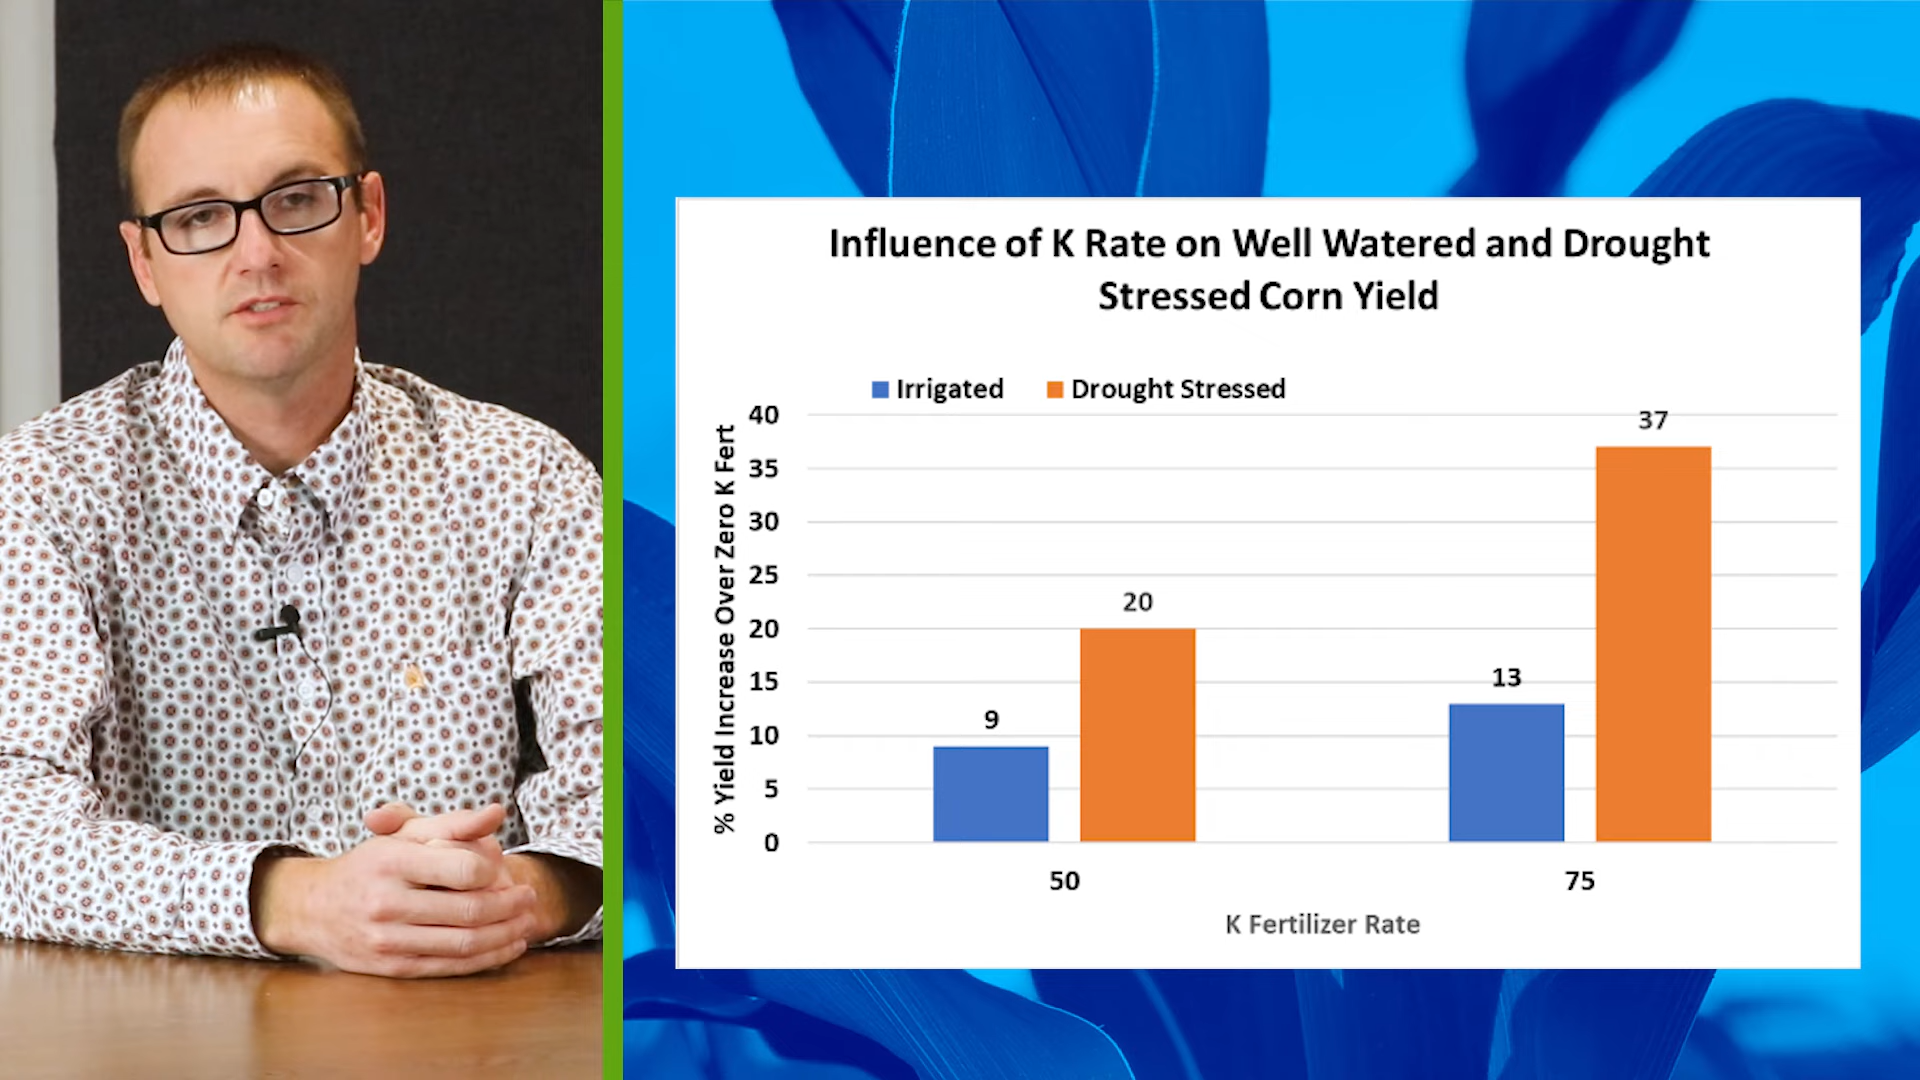 Influence of K Rate on Well Watered and Drought
Stressed Corn Yield
Irrigated Drought Stressed
% Yield Increase Over Zero K Fert
40
35
30
25
20
15
10
5
0
9
20
13
37
50 75
K Fertilizer Rate